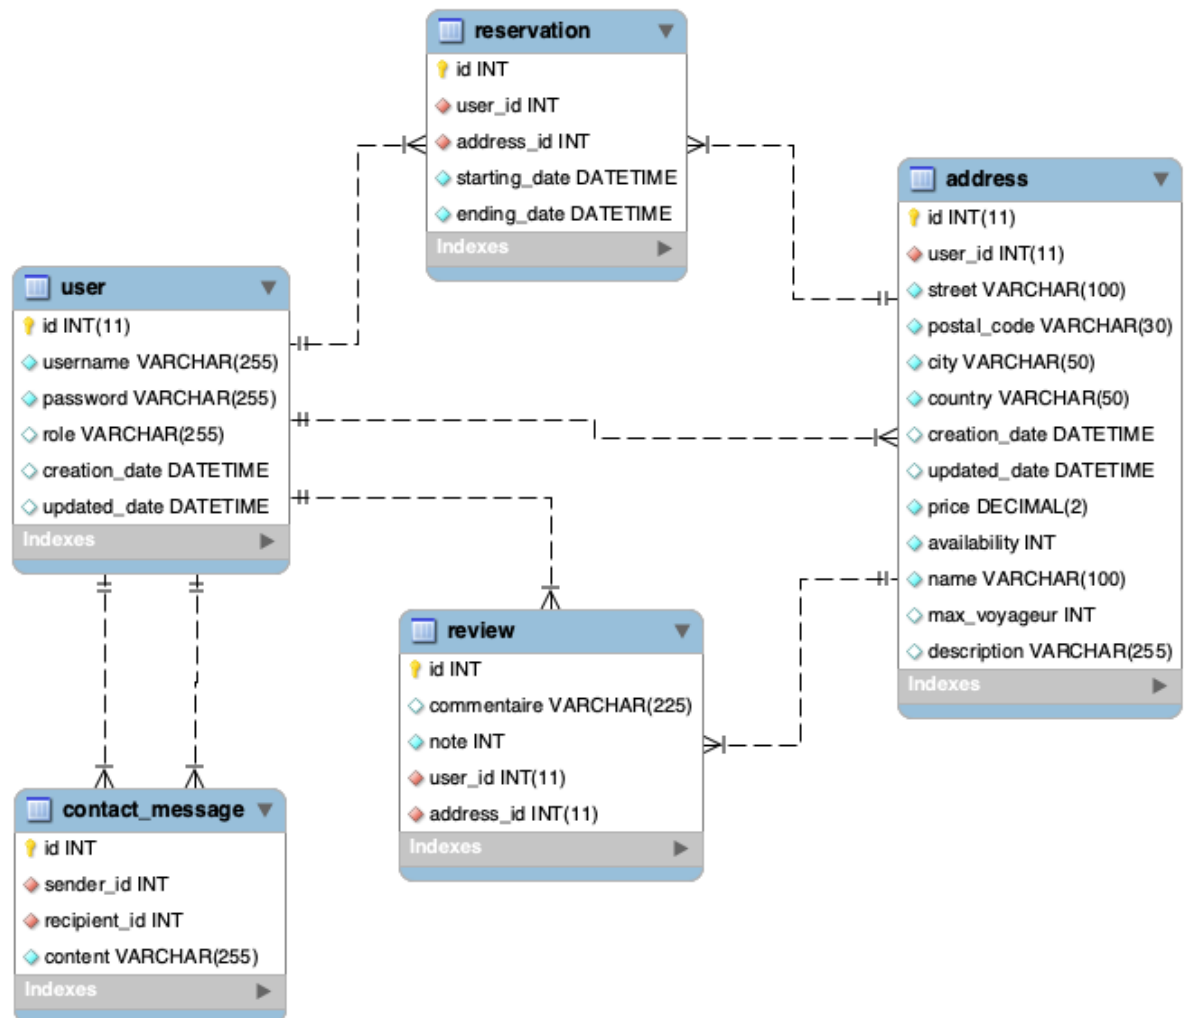 reservation
id INT
user_id INT
address_id INT
starting_date DATETIME
ending_date DATETIME
Indexes
address
id INT(11)
user_id INT(11)
street VARCHAR(100)
postal_code VARCHAR(30)
city VARCHAR(50)
country VARCHAR(50)
creation_date DATETIME
updated_date DATETIME
price DECIMAL(2)
availability INT
name VARCHAR(100)
max_voyageur INT
description VARCHAR(255)
Indexes
user
id INT(11)
username VARCHAR(255)
password VARCHAR(255)
role VARCHAR(255)
creation_date DATETIME
updated_date DATETIME
Indexes
review
id INT
commentaire VARCHAR(225)
note INT
user_id INT(11)
address_id INT(11)
Indexes
contact_message
id INT
sender_id INT
recipient_id INT
content VARCHAR(255)
Indexes